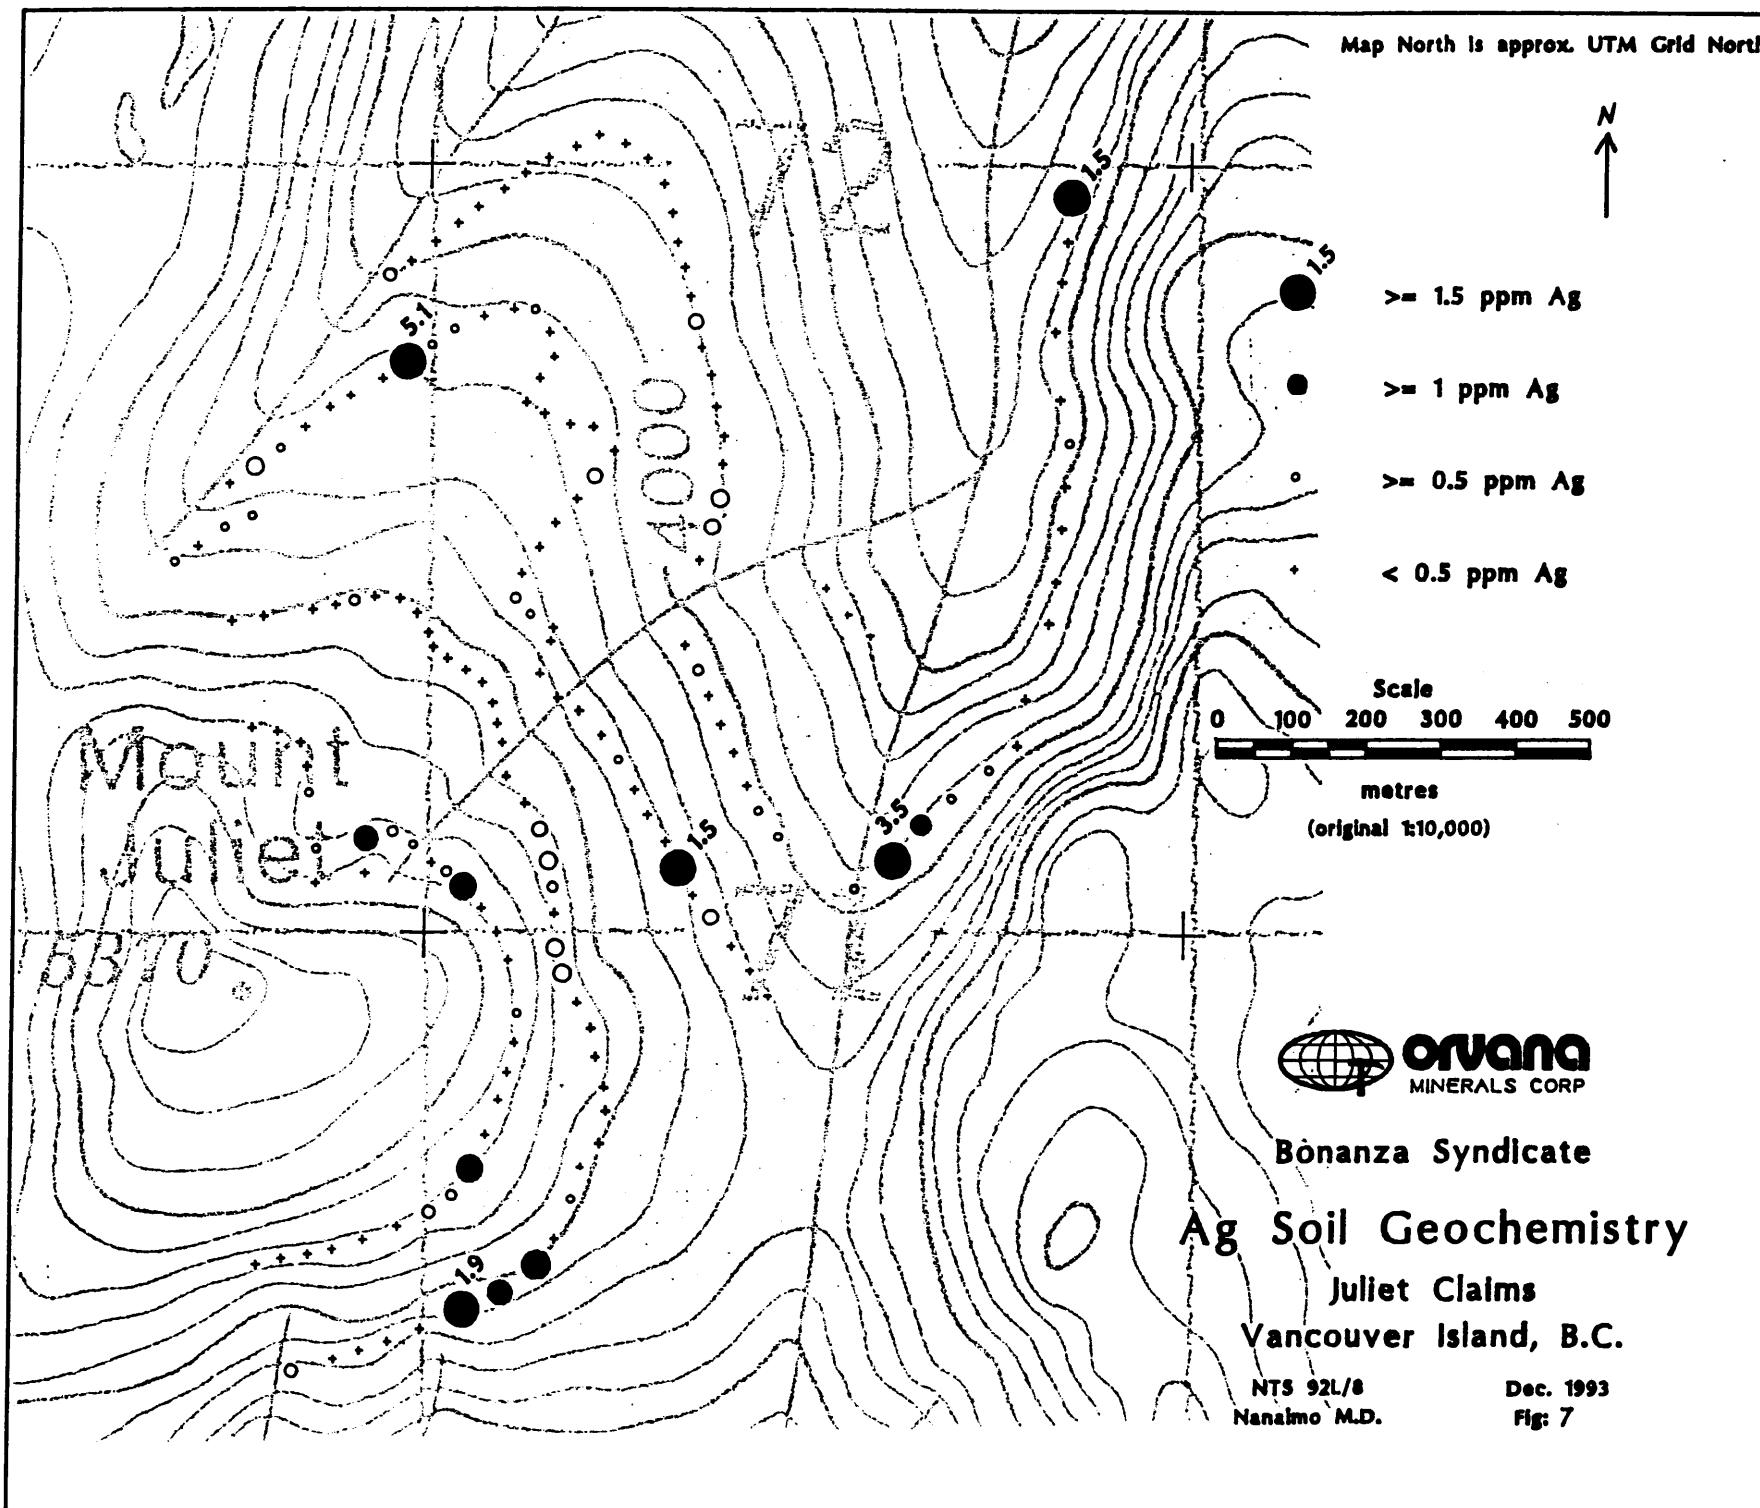 Map North is approx. UTM Grid North
N
1.5
1.5
>= 1.5 ppm Ag
5.1
>= 1 ppm Ag
4000
>= 0.5 ppm Ag
< 0.5 ppm Ag
Scale
0 100 200 300 400 500
metres
(original 1:10,000)
Mount
Juliet
3.5
1.5
5370
orvana
MINERALS CORP
Bonanza Syndicate
Ag Soil Geochemistry
Juliet Claims
Vancouver Island, B.C.
1.9
NTS 92L/8 Dec. 1993
Nanaimo M.D. Fig: 7